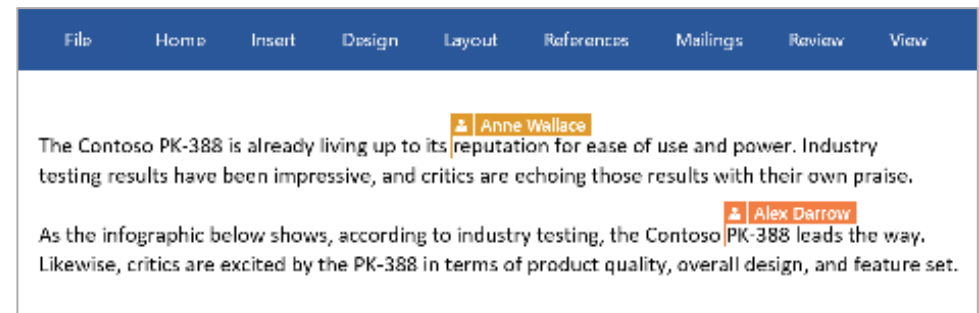 File Home Insert Design Layout References Mailings Review View
Anne Wallace
The Contoso PK-388 is already living up to its reputation for ease of use and power. Industry
testing results have been impressive, and critics are echoing those results with their own praise.
Alex Darrow
As the infographic below shows, according to industry testing, the Contoso PK-388 leads the way.
Likewise, critics are excited by the PK-388 in terms of product quality, overall design, and feature set.